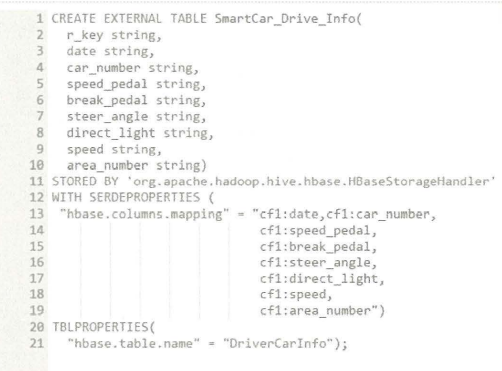 1 CREATE EXTERNAL TABLE SmartCar_Drive_Info(
2 r_key string,
3 date string,
4 car_number string,
5 speed_pedal string,
6 break_pedal string,
7 steer_angle string,
8 direct_light string,
9 speed string,
10 area_number string)
11 STORED BY 'org.apache.hadoop.hive.hbase.HBaseStorageHandler'
12 WITH SERDEPROPERTIES (
13 "hbase.columns.mapping" = "cf1:date,cf1:car_number,
14 cf1:speed_pedal,
15 cf1:break_pedal,
16 cf1:steer_angle,
17 cf1:direct_light,
18 cf1:speed,
19 cf1:area_number")
20 TBLPROPERTIES(
21 "hbase.table.name" = "DriverCarInfo");